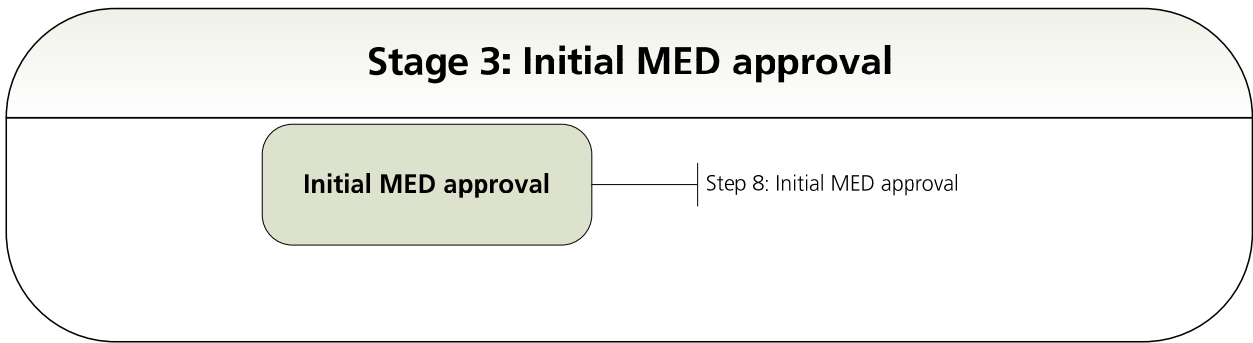 Stage 3: Initial MED approval
Initial MED approval
Step 8: Initial MED approval